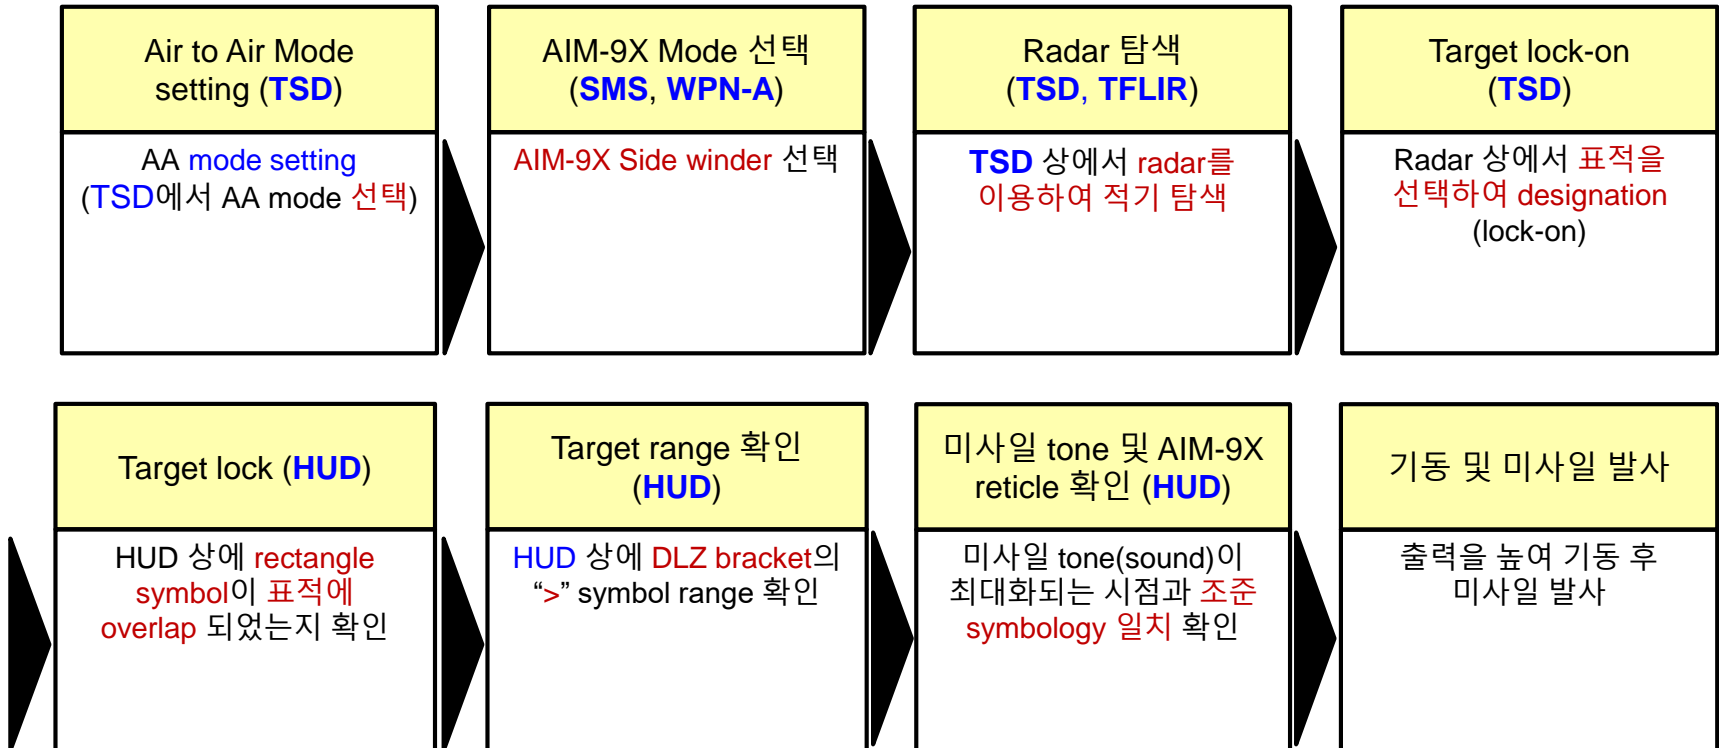 Air to Air Mode
setting (TSD)
AA mode setting
(TSD에서 AA mode 선택)
AIM-9X Mode 선택
(SMS, WPN-A)
AIM-9X Side winder 선택
Radar 탐색
(TSD, TFLIR)
TSD 상에서 radar를
이용하여 적기 탐색
Target lock-on
(TSD)
Radar 상에서 표적을
선택하여 designation
(lock-on)
Target lock (HUD)
HUD 상에 rectangle
symbol이 표적에
overlap 되었는지 확인
Target range 확인
(HUD)
HUD 상에 DLZ bracket의
“>” symbol range 확인
미사일 tone 및 AIM-9X
reticle 확인 (HUD)
미사일 tone(sound)이
최대화되는 시점과 조준
symbology 일치 확인
기동 및 미사일 발사
출력을 높여 기동 후
미사일 발사